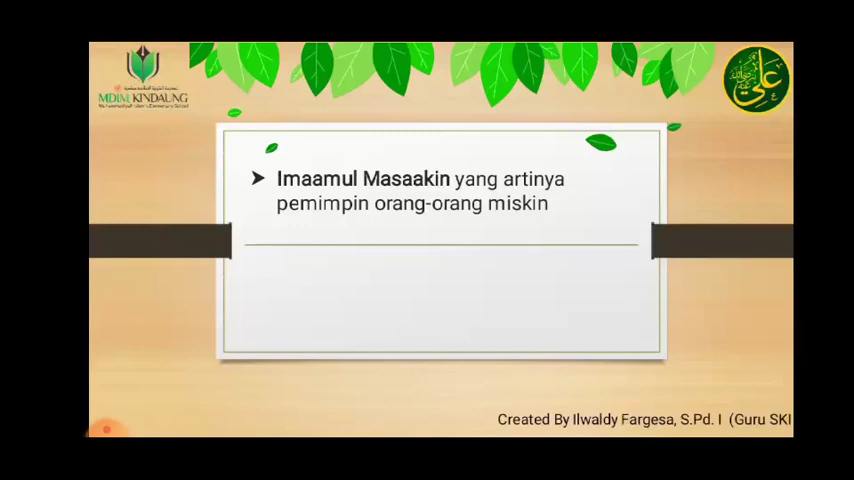 MDIM KINDAUNG
Imaamul Masaakin yang artinya
pemimpin orang-orang miskin
Created By Ilwaldy Fargesa, S.Pd. I (Guru SKI